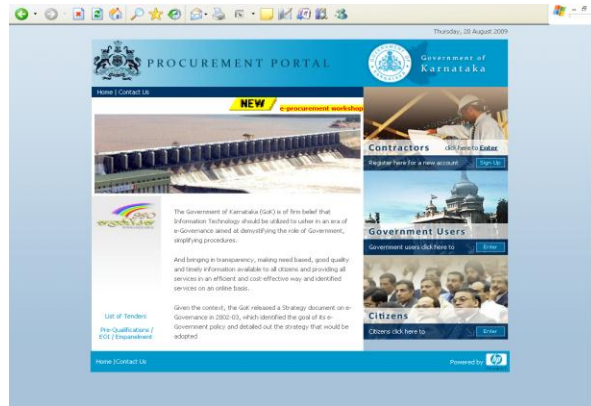 Thursday, 20 August 2009
PROCUREMENT PORTAL
Government of
Karnataka
Home | Contact Us
NEW
e-procurement workshop
Contractors click here to Enter
Register here for a new account Sign Up
The Government of Karnataka (GoK) is of firm belief that
Information Technology should be utilized to usher in an era of
e-Governance aimed at demystifying the role of Government,
simplifying procedures.
Government Users
Government users click here to Enter
And bringing in transparency, making need based, good quality
and timely information available to all citizens and providing all
services in an efficient and cost-effective way and identified
services on an online basis.
Given the context, the GoK released a Strategy document on e-
Governance in 2002-03, which identified the goal of its e-
Government policy and detailed out the strategy that would be
adopted
List of Tenders
Pre-Qualifications /
EOI / Empanelment
Citizens
Citizens click here to Enter
Home |Contact Us
Powered by hp